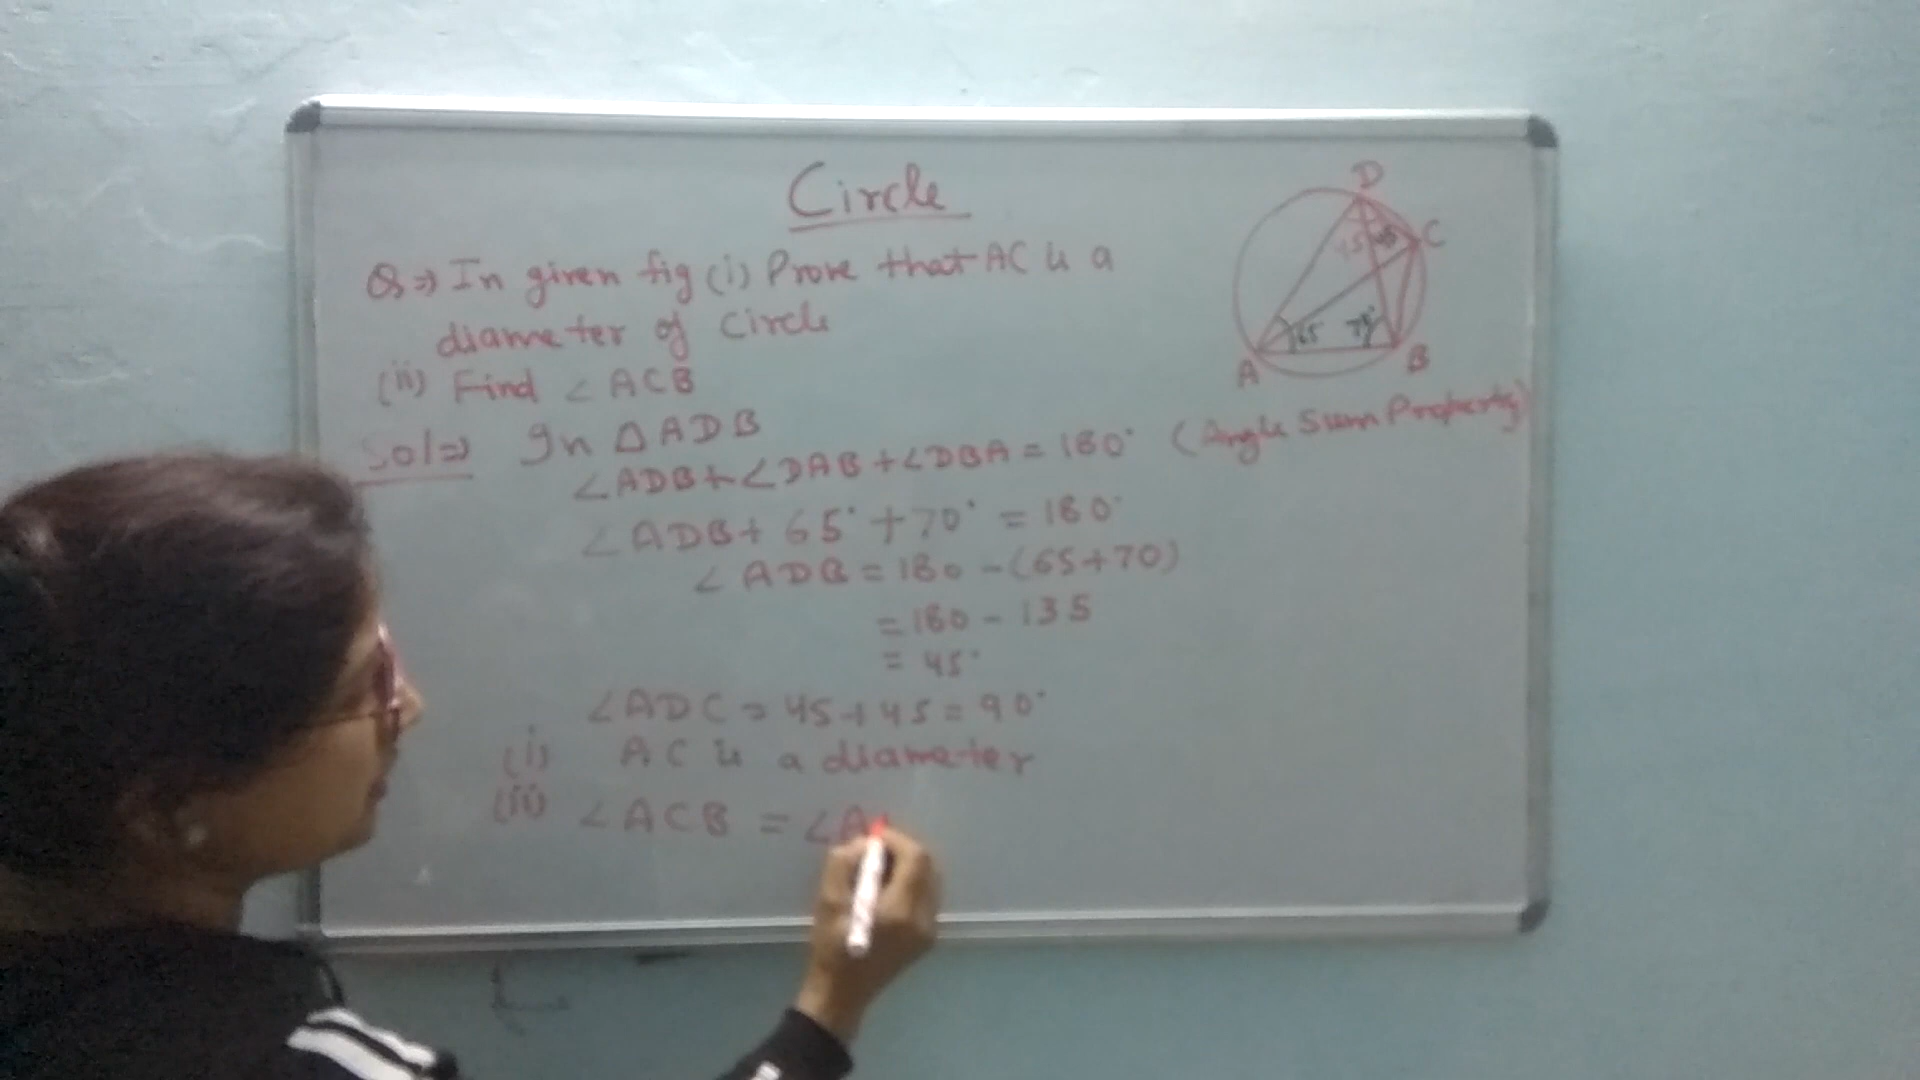 Circle
Q⇒ In given fig (i) Prove that AC is a
diameter of circle
(ii) Find ∠ACB
Sol⇒ In △ADB
∠ADB+∠DAB+∠DBA = 180° (Angle Sum Property)
∠ADB+ 65°+70° = 180°
∠ADB = 180 - (65+70)
= 180 - 135
= 45°
∠ADC = 45+45 = 90°
(i) AC is a diameter
(ii) ∠ACB = ∠A
D
C
45
65
70°
A
B